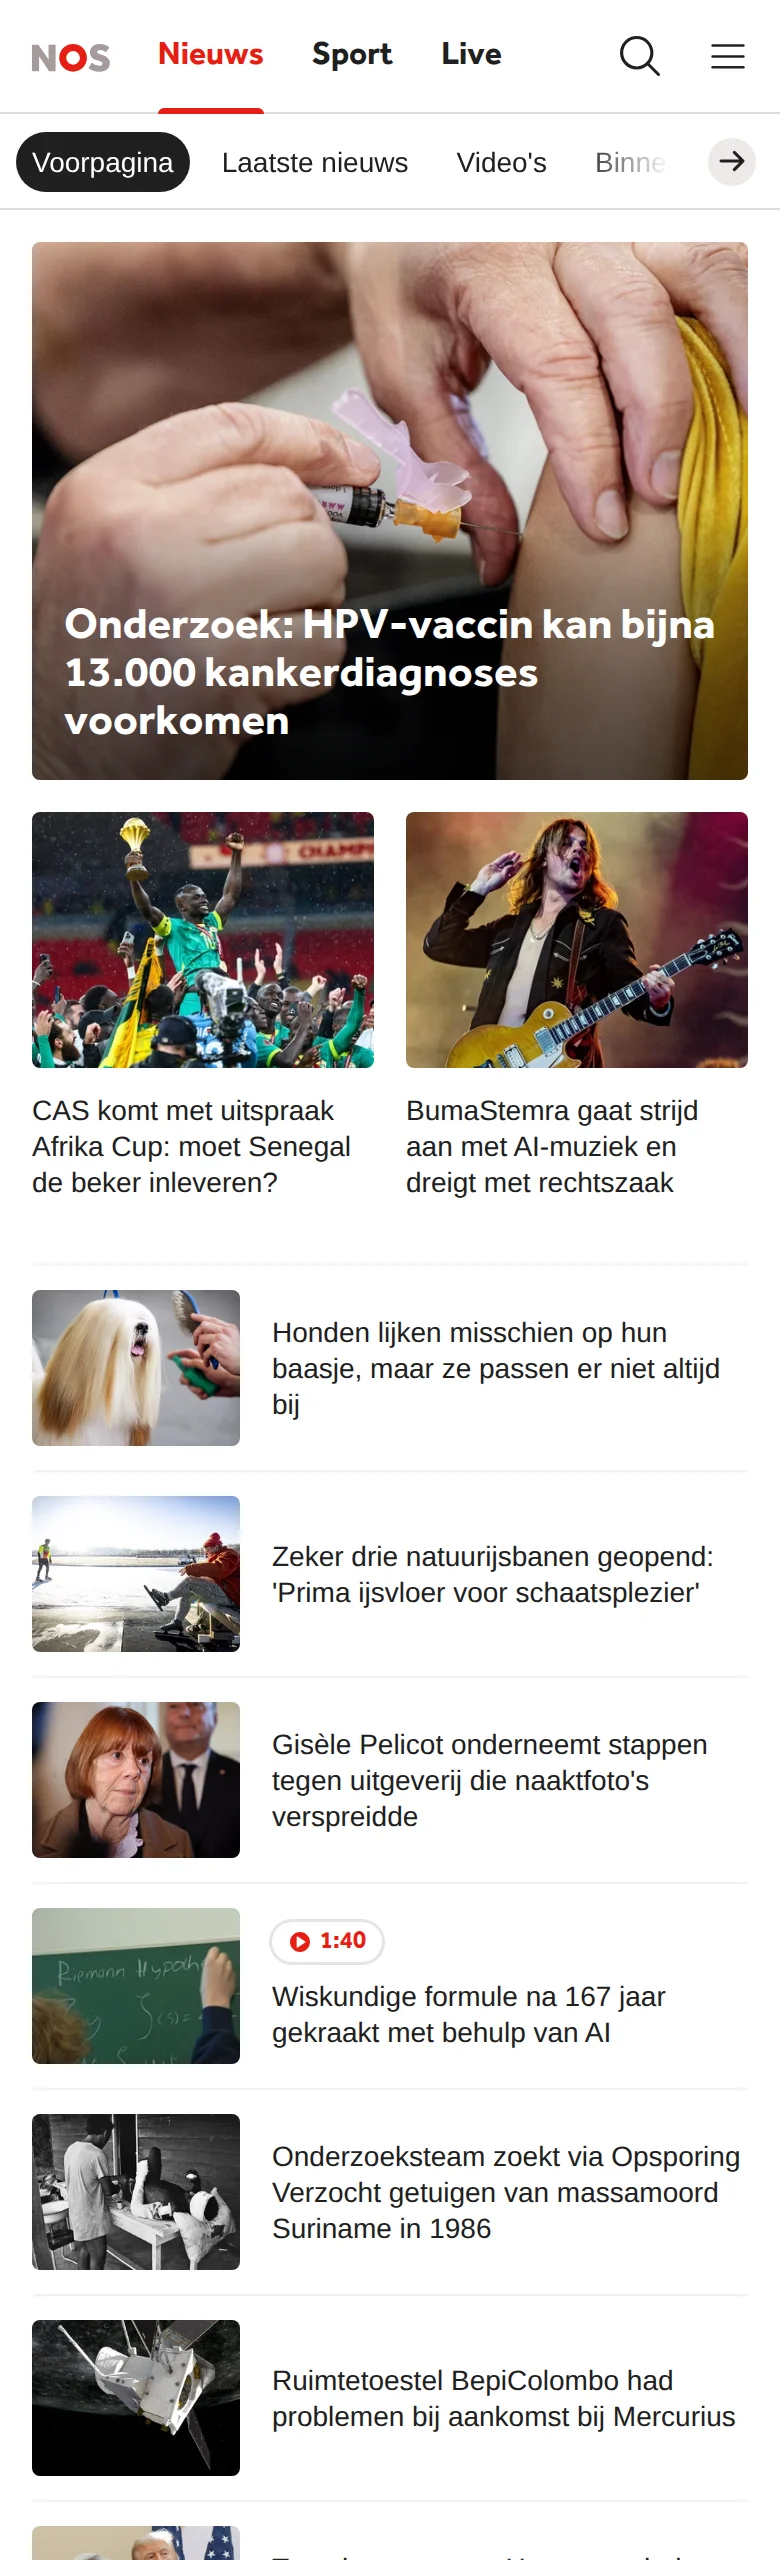 NOS Nieuws Sport Live
Voorpagina Laatste nieuws Video's Binne
Onderzoek: HPV-vaccin kan bijna
13.000 kankerdiagnoses
voorkomen
CHAMP
CAS komt met uitspraak
Afrika Cup: moet Senegal
de beker inleveren?
BumaStemra gaat strijd
aan met AI-muziek en
dreigt met rechtszaak
Honden lijken misschien op hun
baasje, maar ze passen er niet altijd
bij
Zeker drie natuurijsbanen geopend:
'Prima ijsvloer voor schaatsplezier'
Gisèle Pelicot onderneemt stappen
tegen uitgeverij die naaktfoto's
verspreidde
Riemann Hypothe
1:40
Wiskundige formule na 167 jaar
gekraakt met behulp van AI
Onderzoeksteam zoekt via Opsporing
Verzocht getuigen van massamoord
Suriname in 1986
Ruimtetoestel BepiColombo had
problemen bij aankomst bij Mercurius